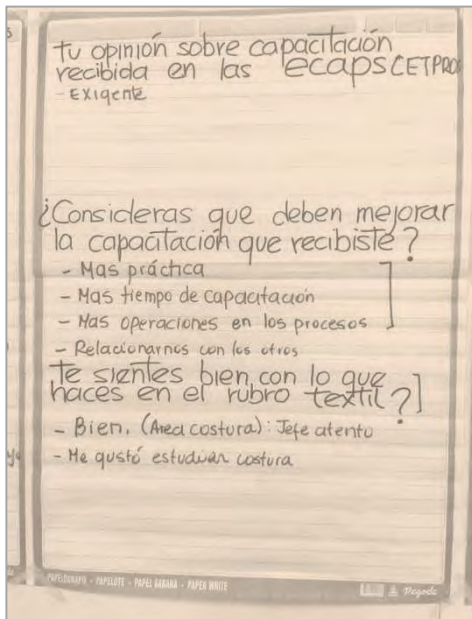 tu opinión sobre capacitación
recibida en las ecaps CETPRO
- Exigente
¿Consideras que deben mejorar
la capacitación que recibiste?
- Mas práctica
- Mas tiempo de capacitación
- Mas operaciones en los procesos
- Relacionarnos con los otros
te sientes bien con lo que
haces en el rubro textil?
- Bien. (Area costura): Jefe atento
- Me gustó estudiar costura
PAPELOTE - PAPEL SABANA - PAPER WHITE